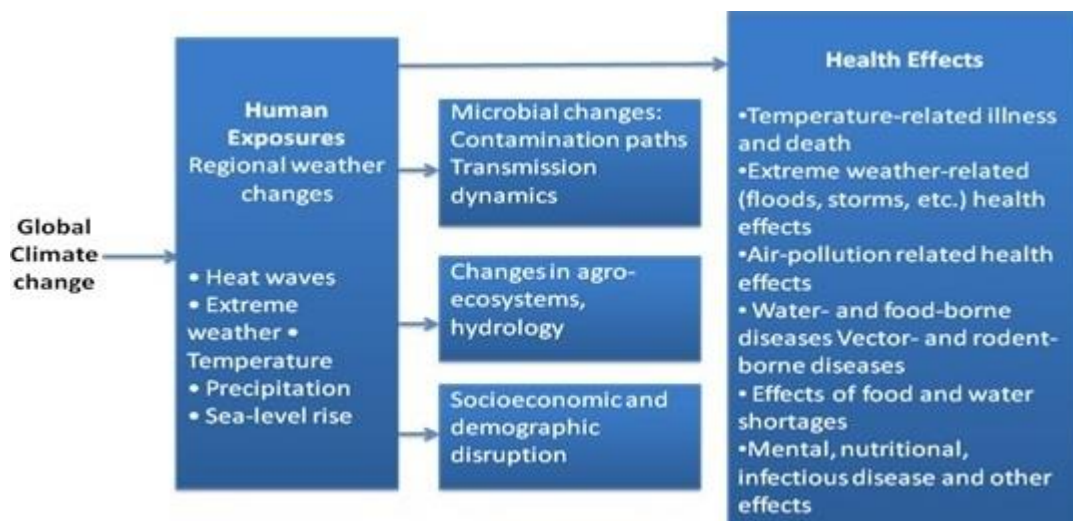 Global
Climate
change
Human
Exposures
Regional weather
changes
• Heat waves
• Extreme
weather •
Temperature
• Precipitation
• Sea-level rise
Microbial changes:
Contamination paths
Transmission
dynamics
Changes in agro-
ecosystems,
hydrology
Socioeconomic and
demographic
disruption
Health Effects
•Temperature-related illness
and death
•Extreme weather-related
(floods, storms, etc.) health
effects
•Air-pollution related health
effects
• Water- and food-borne
diseases Vector- and rodent-
borne diseases
• Effects of food and water
shortages
•Mental, nutritional,
infectious disease and other
effects